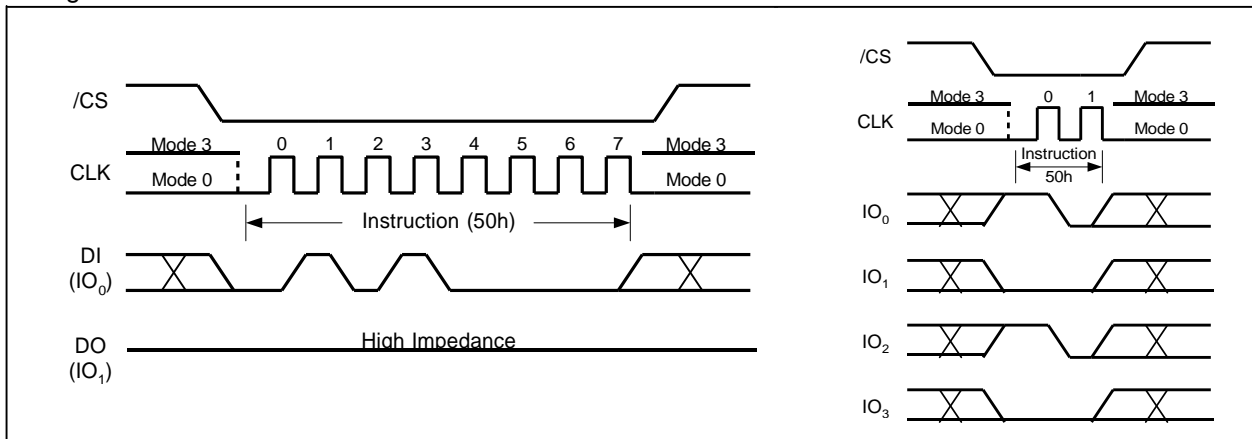 /CS
Mode 3
0 1 2 3 4 5 6 7
Mode 3
CLK
Mode 0
Mode 0
Instruction (50h)
DI
(IO0)
High Impedance
DO
(IO1)
/CS
Mode 3
0 1
Mode 3
CLK
Mode 0
Mode 0
Instruction
50h
IO0
IO1
IO2
IO3